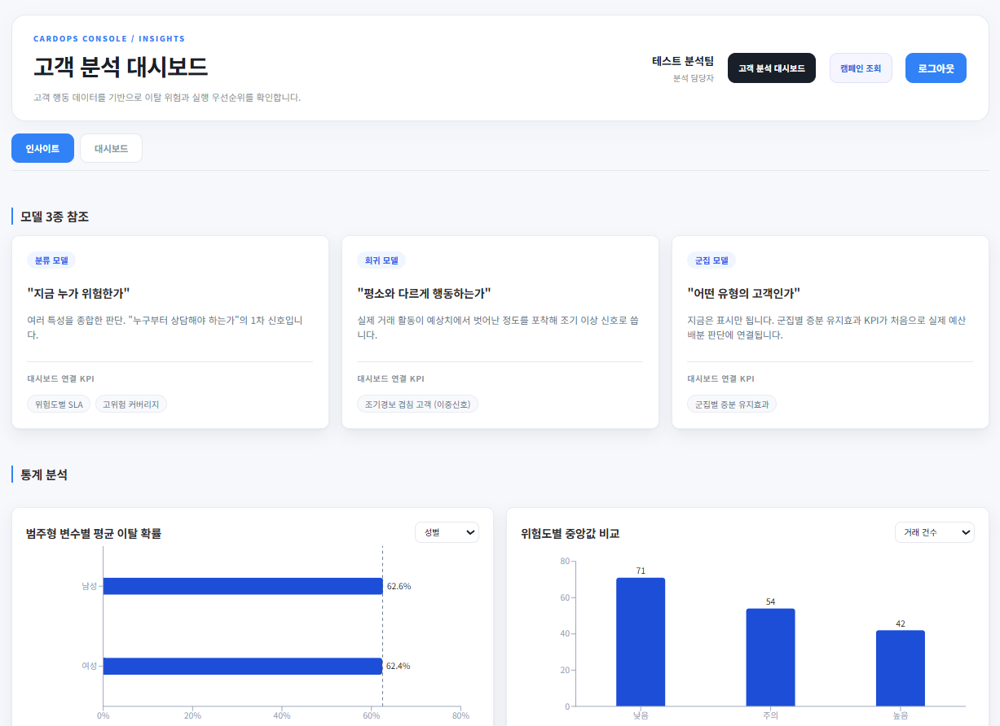 CARDOPS CONSOLE / INSIGHTS
고객 분석 대시보드
고객 행동 데이터를 기반으로 이탈 위험과 실행 우선순위를 확인합니다.
테스트 분석팀
분석 담당자
고객 분석 대시보드
캠페인 조회
로그아웃
인사이트
대시보드
모델 3종 참조
분류 모델
"지금 누가 위험한가"
여러 특성을 종합한 판단. "누구부터 상담해야 하는가"의 1차 신호입니
다.
대시보드 연결 KPI
위험도별 SLA
고위험 커버리지
회귀 모델
"평소와 다르게 행동하는가"
실제 거래 활동이 예상치에서 벗어난 정도를 포착해 조기 이상 신호로 씁
니다.
대시보드 연결 KPI
조기경보 겹침 고객 (이중신호)
군집 모델
"어떤 유형의 고객인가"
지금은 표시만 됩니다. 군집별 증분 유지효과 KPI가 처음으로 실제 예산
배분 판단에 연결됩니다.
대시보드 연결 KPI
군집별 증분 유지효과
통계 분석
범주형 변수별 평균 이탈 확률
성별
남성
62.6%
여성
62.4%
0%
20%
40%
60%
80%
위험도별 중앙값 비교
거래 건수
80
60
40
20
0
71
54
42
낮음
주의
높음